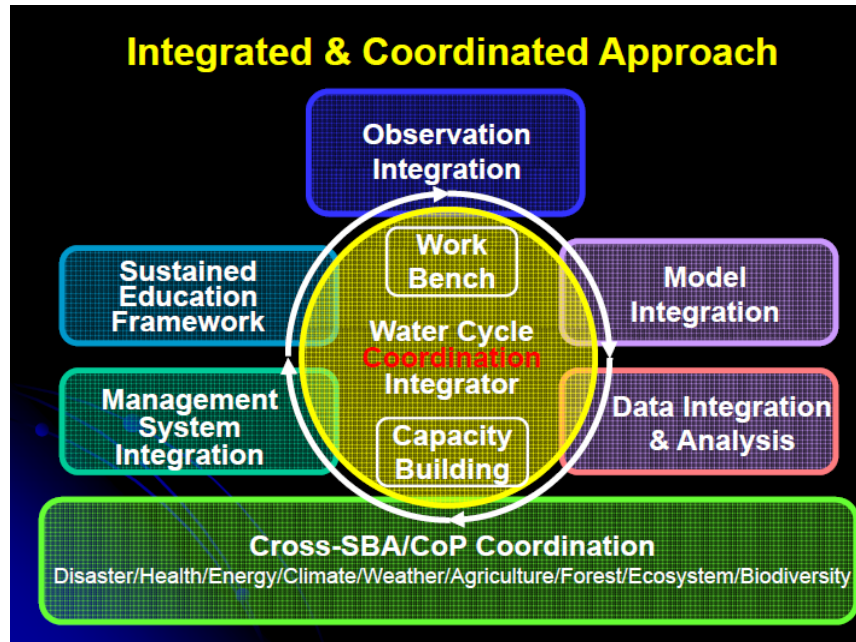 Integrated & Coordinated Approach
Observation
Integration
Work
Bench
Sustained
Education
Framework
Model
Integration
Water Cycle
Coordination
Integrator
Management
System
Integration
Data Integration
& Analysis
Capacity
Building
Cross-SBA/CoP Coordination
Disaster/Health/Energy/Climate/Weather/Agriculture/Forest/Ecosystem/Biodiversity